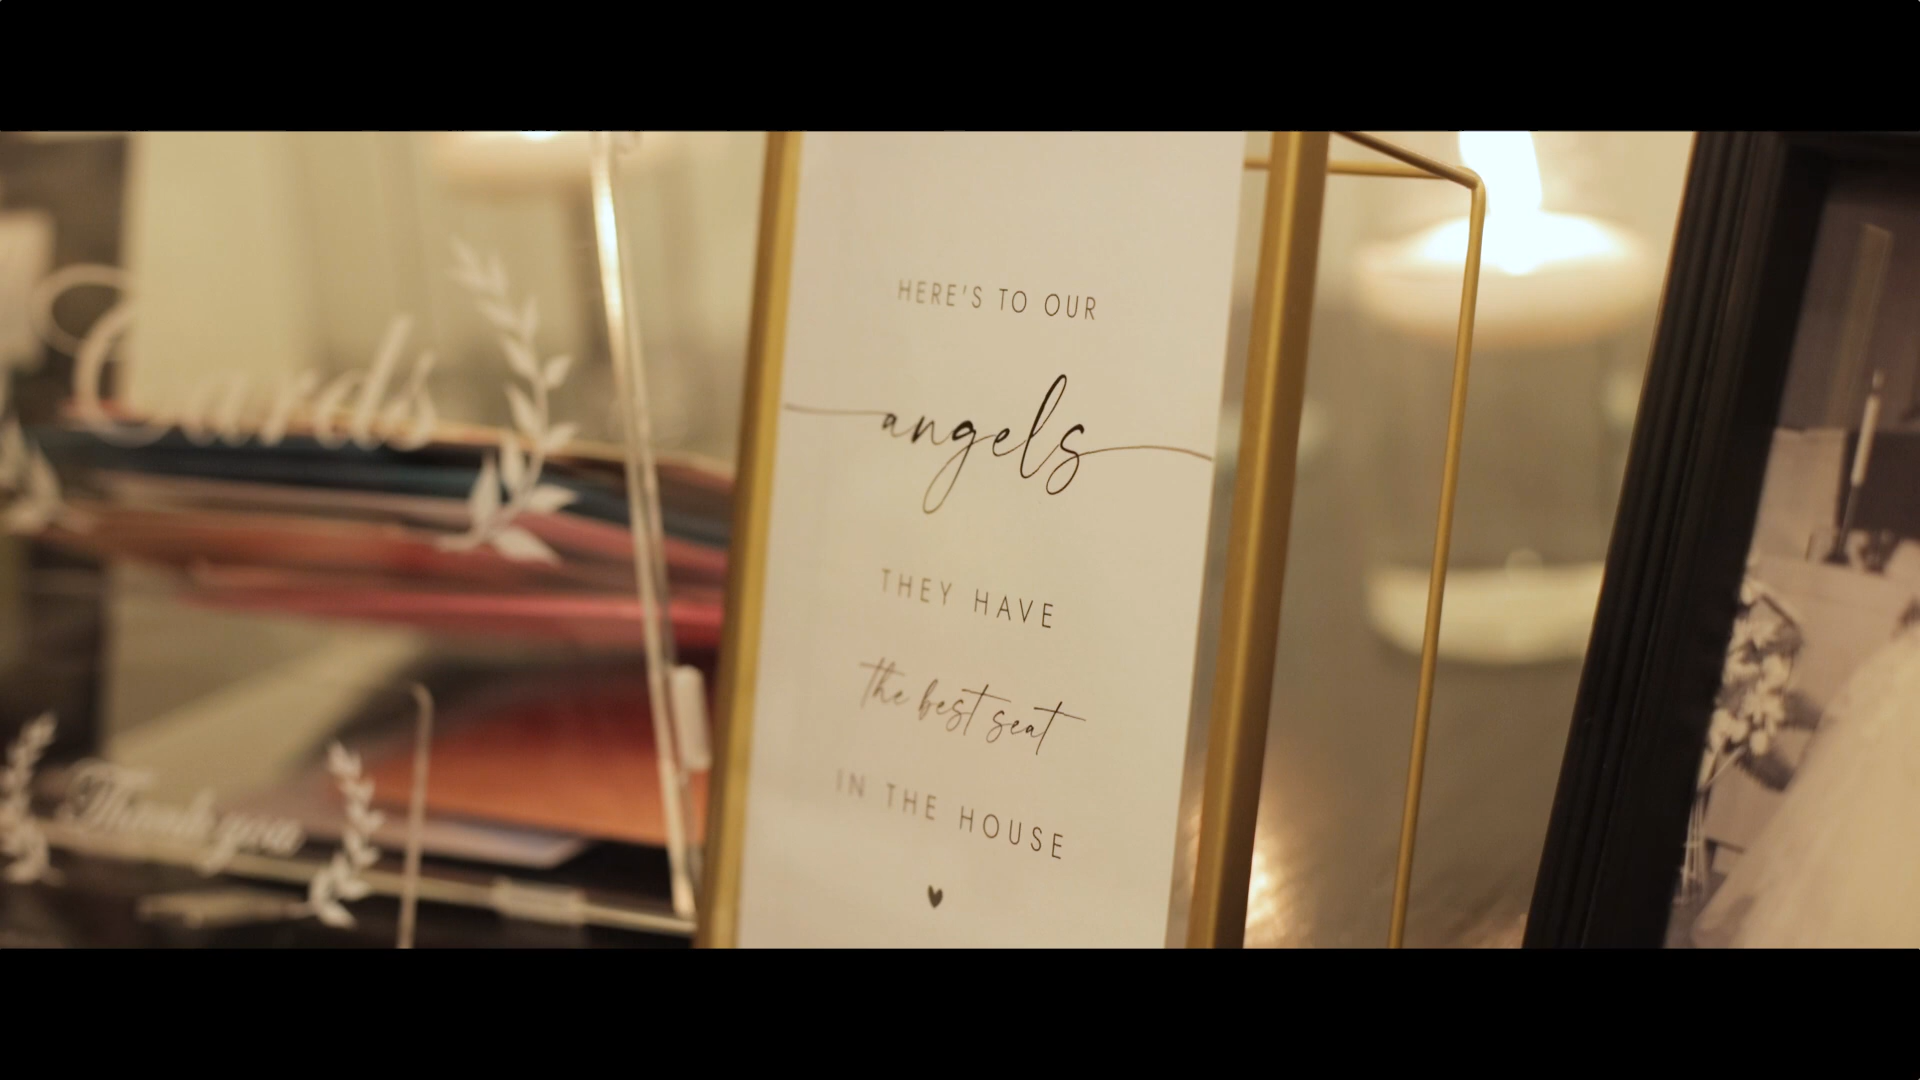 Cards
Thank you
HERE'S TO OUR
angels
THEY HAVE
the best seat
IN THE HOUSE